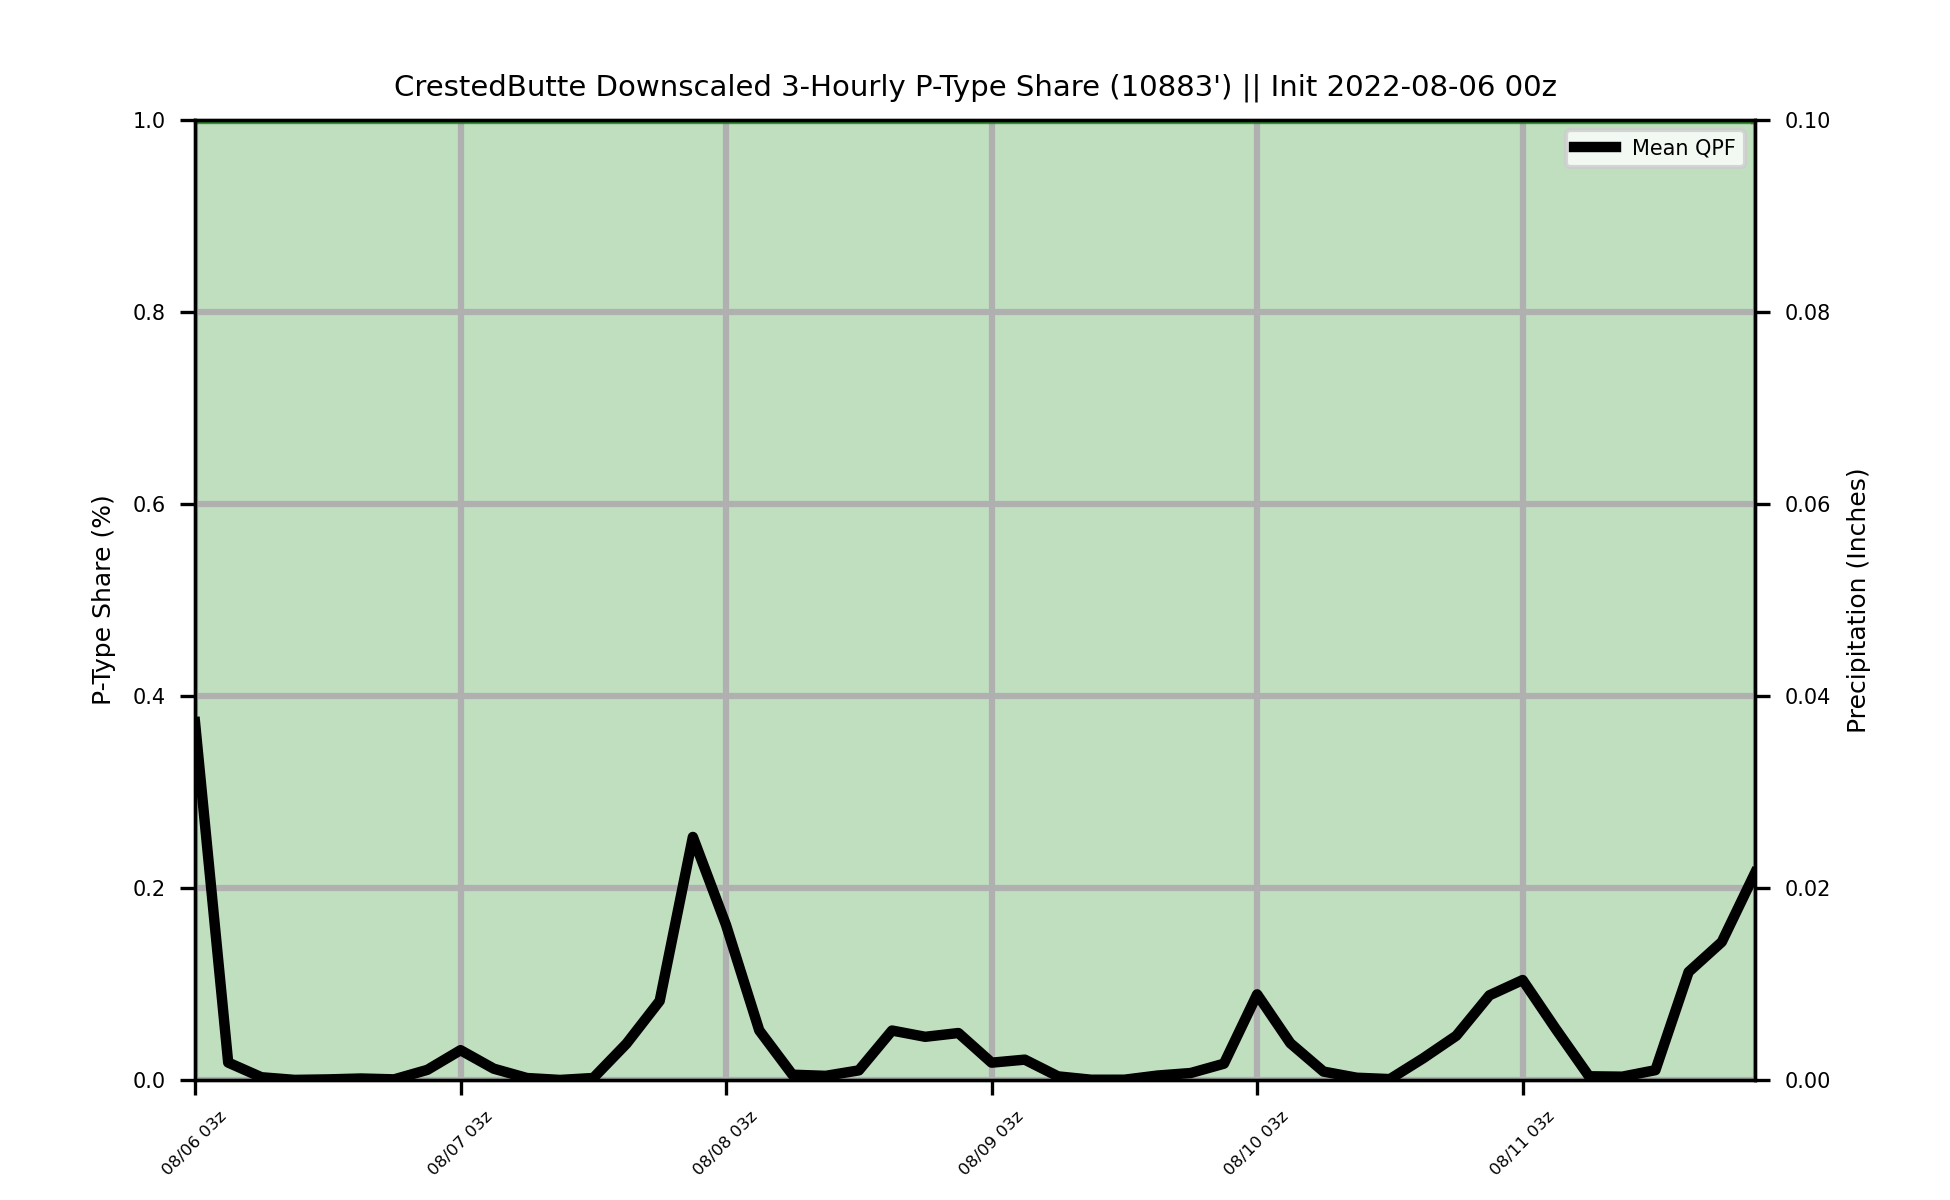 CrestedButte Downscaled 3-Hourly P-Type Share (10883') || Init 2022-08-06 00z
1.0
0.8
0.6
0.4
0.2
0.0
P-Type Share (%)
Mean QPF
0.10
0.08
0.06
0.04
0.02
0.00
Precipitation (Inches)
08/06 03z
08/07 03z
08/08 03z
08/09 03z
08/10 03z
08/11 03z